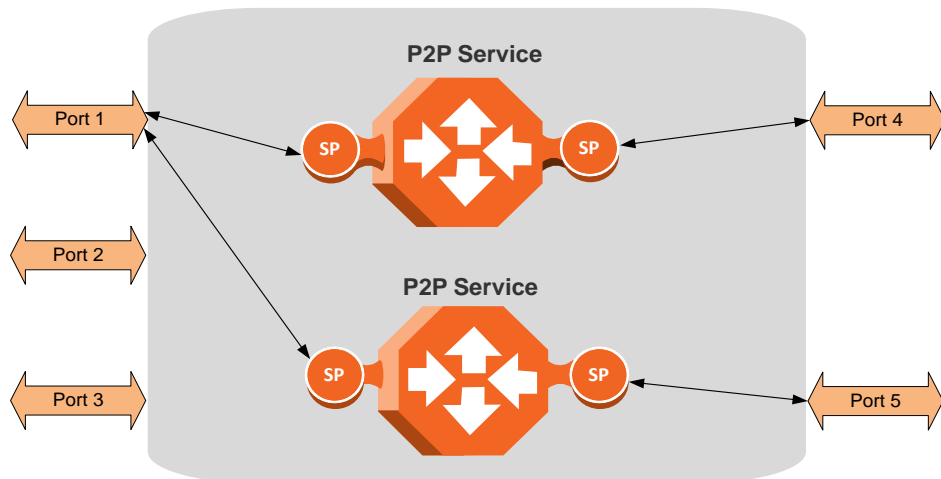 P2P Service
Port 1
SP
SP
Port 4
Port 2
P2P Service
SP
SP
Port 3
Port 5